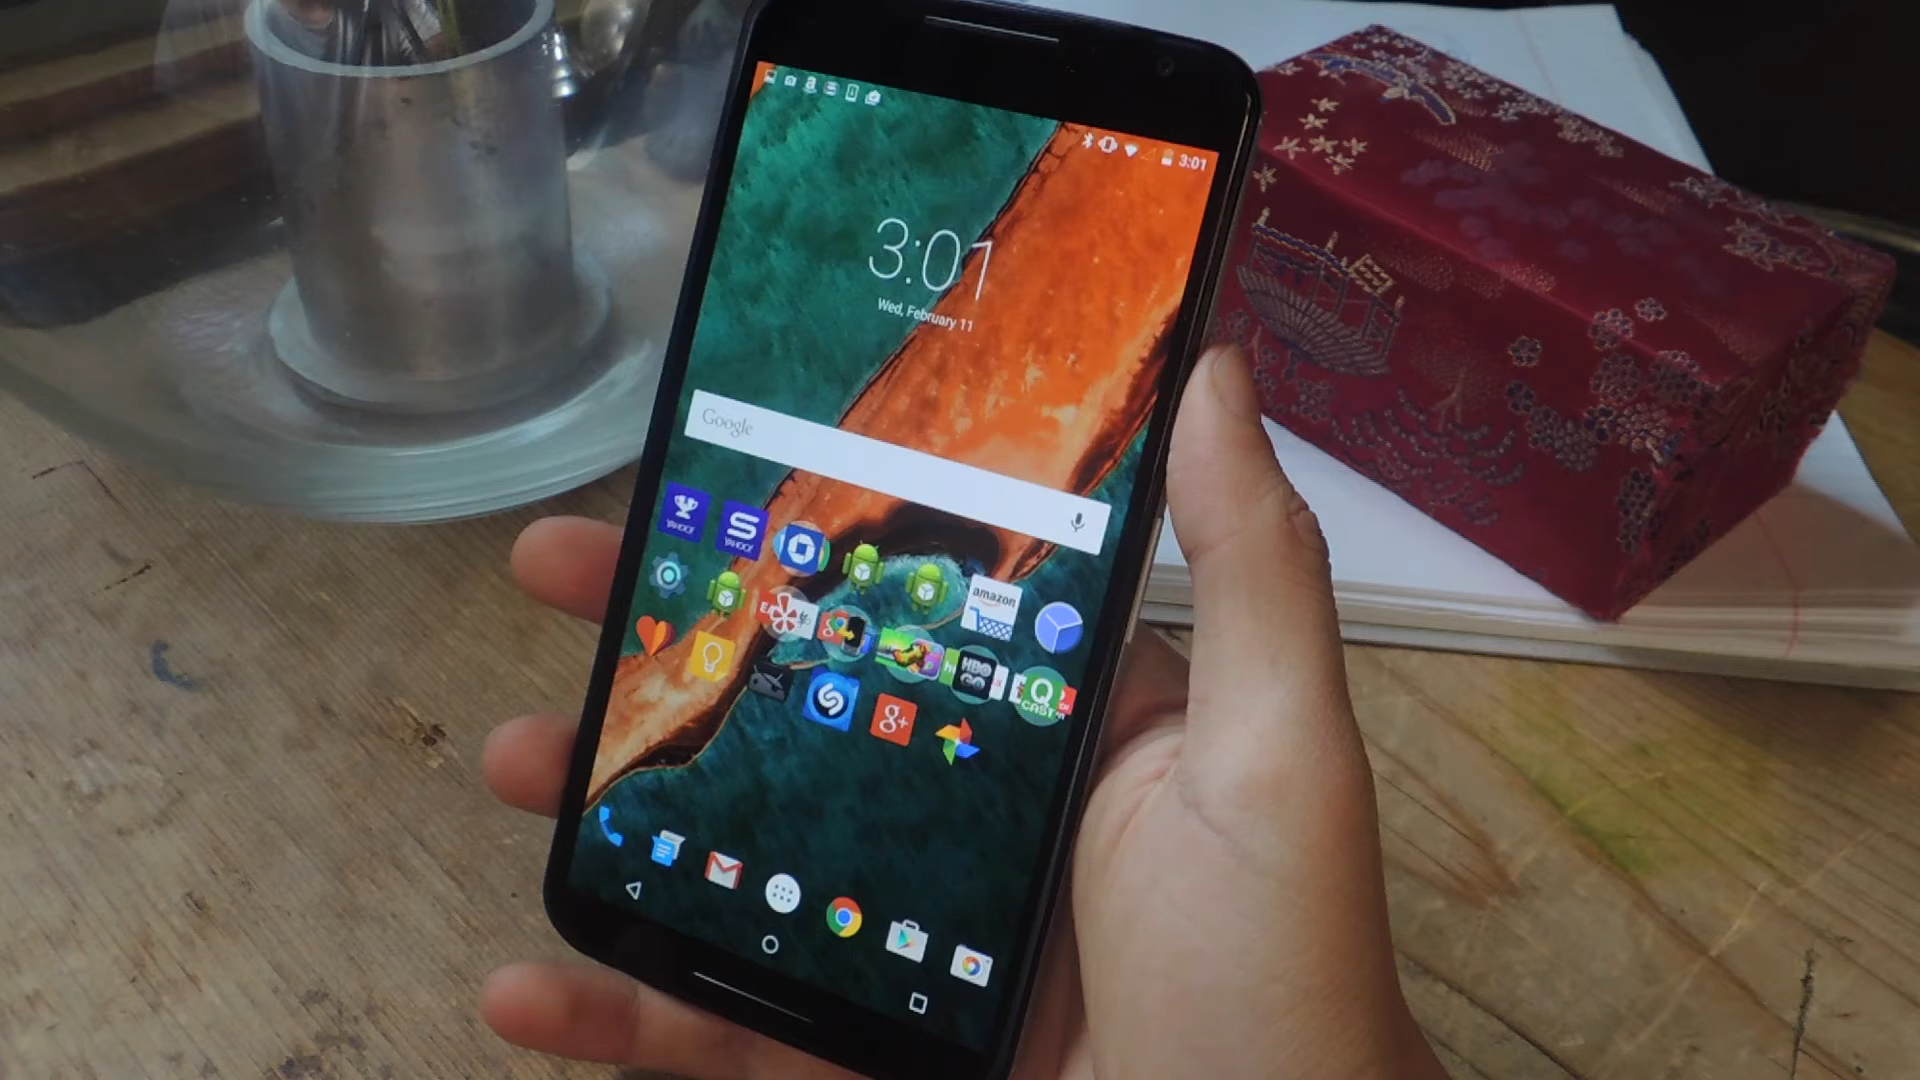 3:01
3:01
Wed, February 11
Google
YAHOO!
YAHOO!
amazon
HBO
GO
g+
CAST